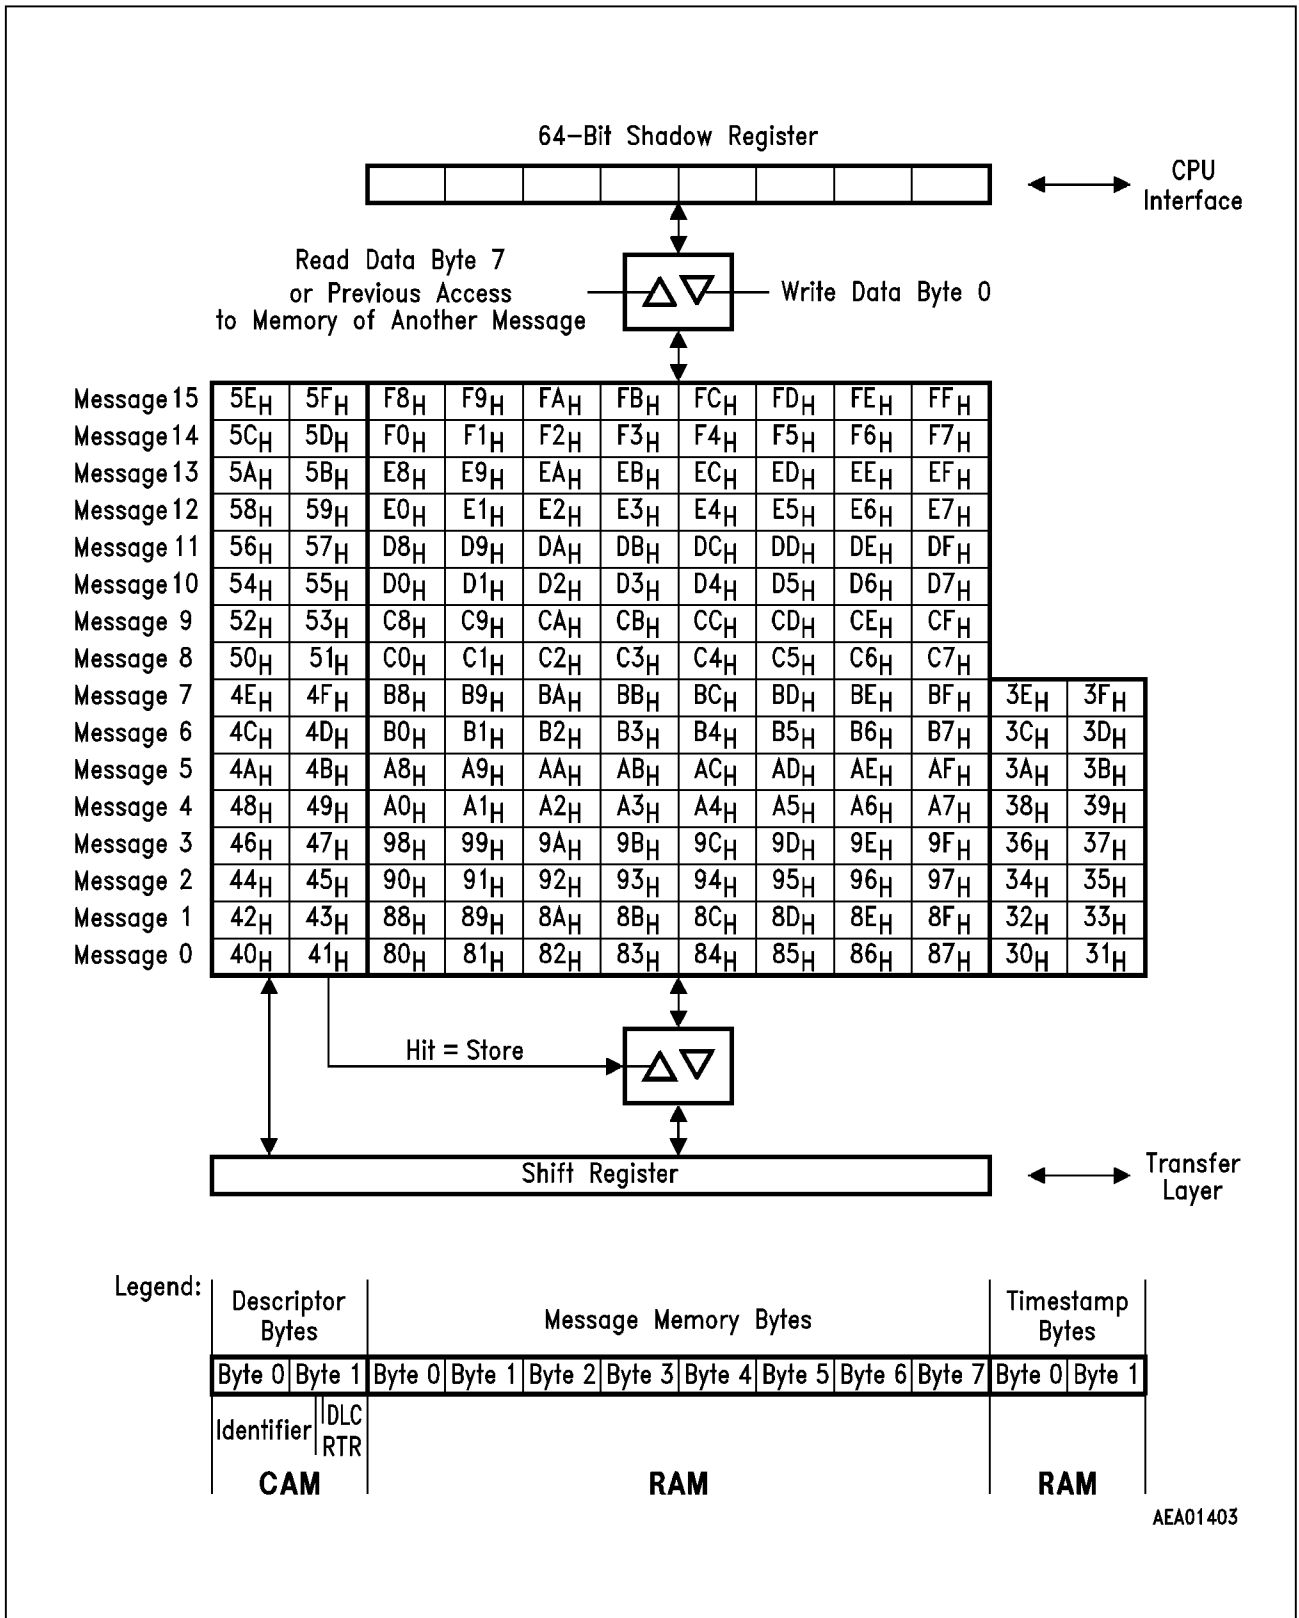 64-Bit Shadow Register
CPU
Interface
Read Data Byte 7
or Previous Access
to Memory of Another Message
Write Data Byte 0
Message 15 5EH 5FH F8H F9H FAH FBH FCH FDH FEH FFH
Message 14 5CH 5DH F0H F1H F2H F3H F4H F5H F6H F7H
Message 13 5AH 5BH E8H E9H EAH EBH ECH EDH EEH EFH
Message 12 58H 59H E0H E1H E2H E3H E4H E5H E6H E7H
Message 11 56H 57H D8H D9H DAH DBH DCH DDH DEH DFH
Message 10 54H 55H D0H D1H D2H D3H D4H D5H D6H D7H
Message 9 52H 53H C8H C9H CAH CBH CCH CDH CEH CFH
Message 8 50H 51H C0H C1H C2H C3H C4H C5H C6H C7H
Message 7 4EH 4FH B8H B9H BAH BBH BCH BDH BEH BFH 3EH 3FH
Message 6 4CH 4DH B0H B1H B2H B3H B4H B5H B6H B7H 3CH 3DH
Message 5 4AH 4BH A8H A9H AAH ABH ACH ADH AEH AFH 3AH 3BH
Message 4 48H 49H A0H A1H A2H A3H A4H A5H A6H A7H 38H 39H
Message 3 46H 47H 98H 99H 9AH 9BH 9CH 9DH 9EH 9FH 36H 37H
Message 2 44H 45H 90H 91H 92H 93H 94H 95H 96H 97H 34H 35H
Message 1 42H 43H 88H 89H 8AH 8BH 8CH 8DH 8EH 8FH 32H 33H
Message 0 40H 41H 80H 81H 82H 83H 84H 85H 86H 87H 30H 31H
Hit = Store
Shift Register
Transfer
Layer
Legend:
Descriptor
Bytes
Message Memory Bytes
Timestamp
Bytes
Byte 0 Byte 1 Byte 0 Byte 1 Byte 2 Byte 3 Byte 4 Byte 5 Byte 6 Byte 7 Byte 0 Byte 1
Identifier
DLC
RTR
CAM RAM RAM
AEA01403